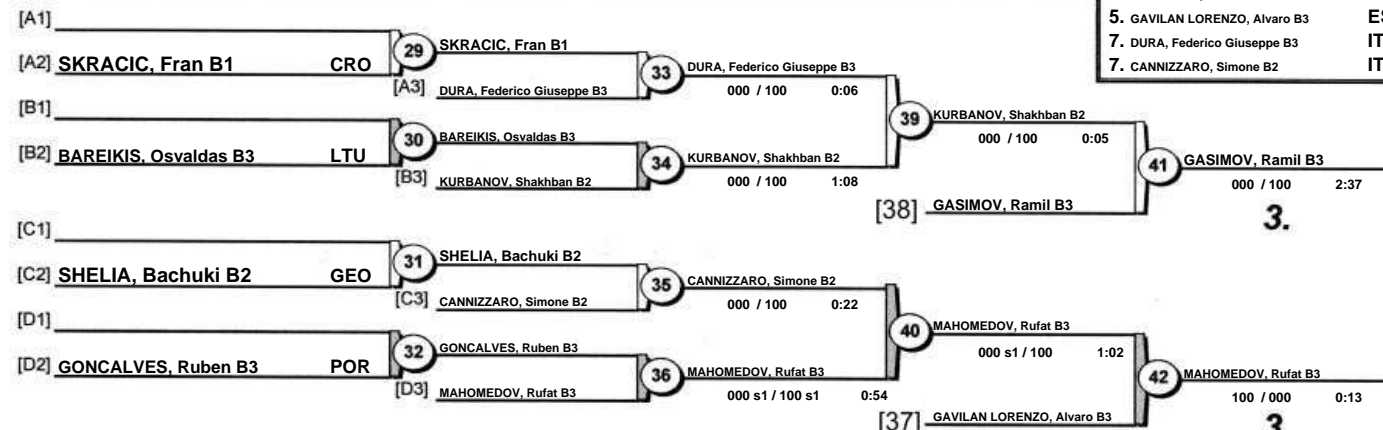 5. GAVILAN LORENZO, Alvaro B3
7. DURA, Federico Giuseppe B3
7. CANNIZZARO, Simone B2
[A1]
[A2] SKRACIC, Fran B1 CRO
29
SKRACIC, Fran B1
[A3] DURA, Federico Giuseppe B3
33
DURA, Federico Giuseppe B3
000 / 100 0:06
[B1]
[B2] BAREIKIS, Osvaldas B3 LTU
30
BAREIKIS, Osvaldas B3
[B3] KURBANOV, Shakhban B2
34
KURBANOV, Shakhban B2
000 / 100 1:08
39
KURBANOV, Shakhban B2
000 / 100 0:05
[38] GASIMOV, Ramil B3
41
GASIMOV, Ramil B3
000 / 100 2:37
3.
[C1]
[C2] SHELIA, Bachuki B2 GEO
31
SHELIA, Bachuki B2
[C3] CANNIZZARO, Simone B2
35
CANNIZZARO, Simone B2
000 / 100 0:22
[D1]
[D2] GONCALVES, Ruben B3 POR
32
GONCALVES, Ruben B3
[D3] MAHOMEDOV, Rufat B3
36
MAHOMEDOV, Rufat B3
000 s1 / 100 s1 0:54
40
MAHOMEDOV, Rufat B3
000 s1 / 100 1:02
[37] GAVILAN LORENZO, Alvaro B3
42
MAHOMEDOV, Rufat B3
100 / 000 0:13
3